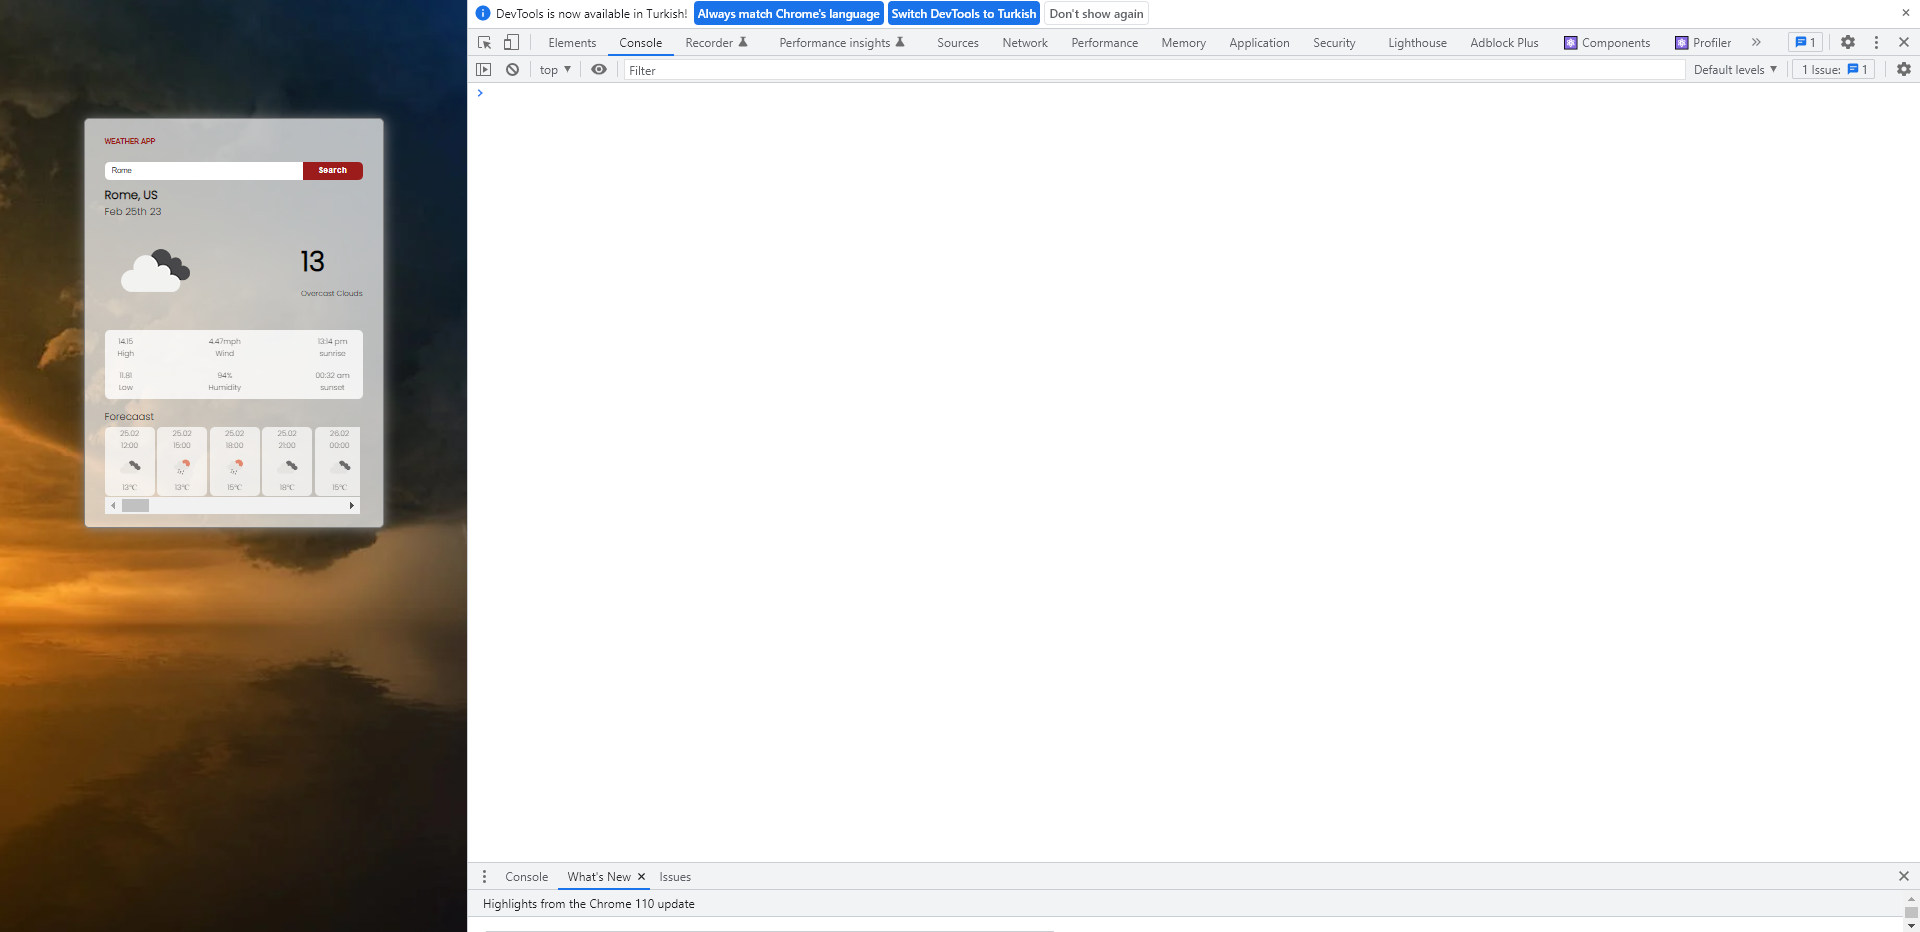 WEATHER APP
Rome
Search
Rome, US
Feb 25th 23
13
Overcast Clouds
14.15 4.47mph 13:14 pm
High Wind sunrise
11.81 94% 00:32 am
Low Humidity sunset
Forecaast
25.02 25.02 25.02 25.02 26.02
12:00 15:00 18:00 21:00 00:00
13°C 13°C 15°C 18°C 15°C
DevTools is now available in Turkish! Always match Chrome's language Switch DevTools to Turkish Don't show again
Elements Console Recorder Performance insights Sources Network Performance Memory Application Security Lighthouse Adblock Plus Components Profiler 1
top Filter Default levels 1 Issue: 1
Console What's New Issues
Highlights from the Chrome 110 update